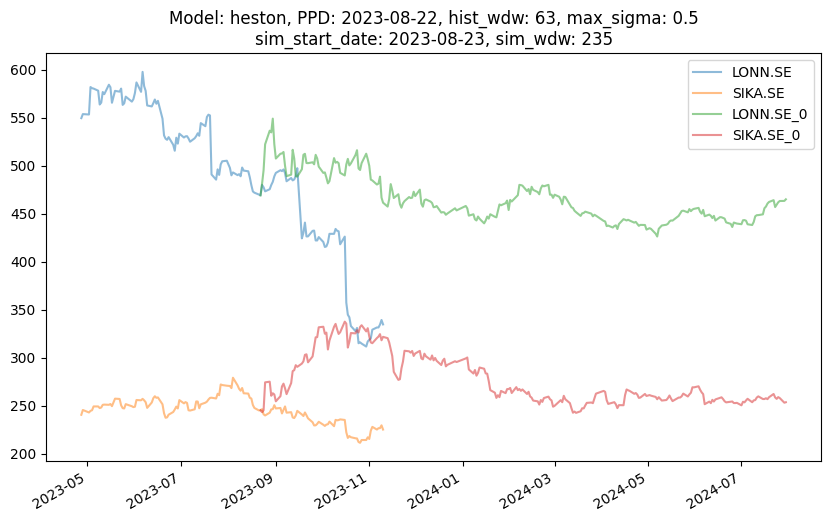 Model: heston, PPD: 2023-08-22, hist_wdw: 63, max_sigma: 0.5
sim_start_date: 2023-08-23, sim_wdw: 235
LONN.SE
SIKA.SE
LONN.SE_0
SIKA.SE_0
600
550
500
450
400
350
300
250
200
2023-05
2023-07
2023-09
2023-11
2024-01
2024-03
2024-05
2024-07